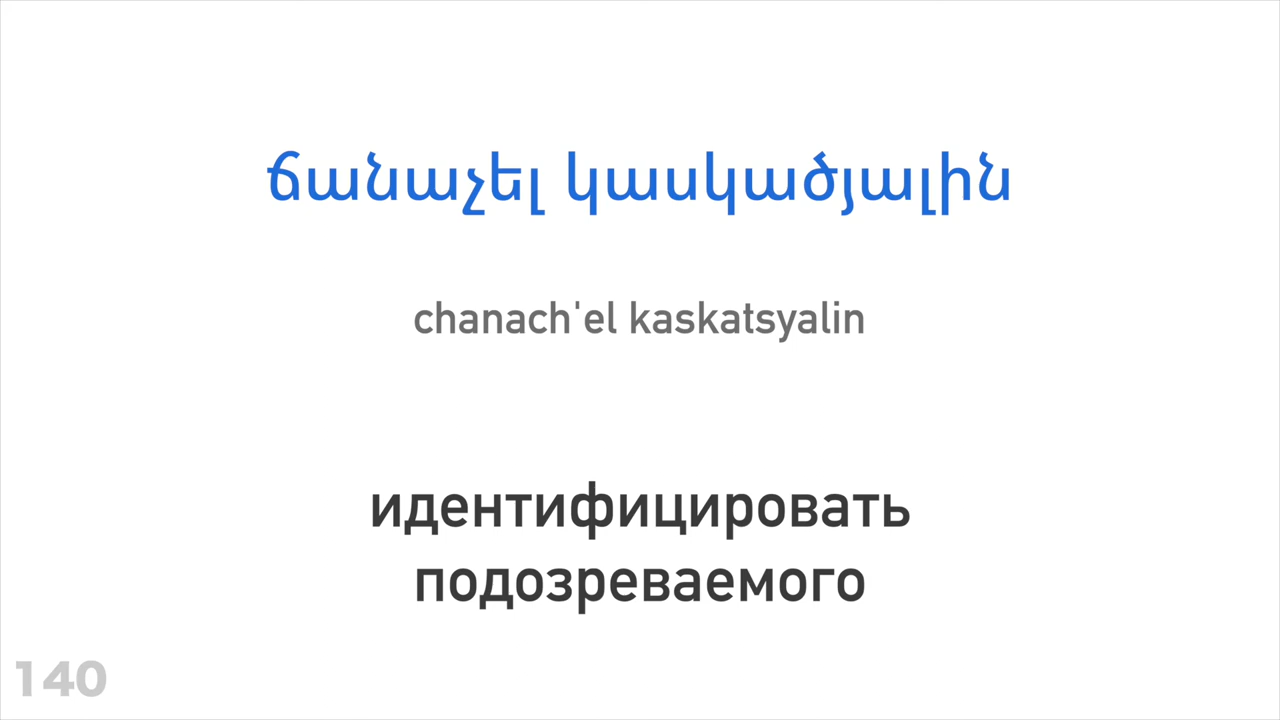 ճանաչել կասկածյալին
chanach'el kaskatsyalin
идентифицировать
подозреваемого
140